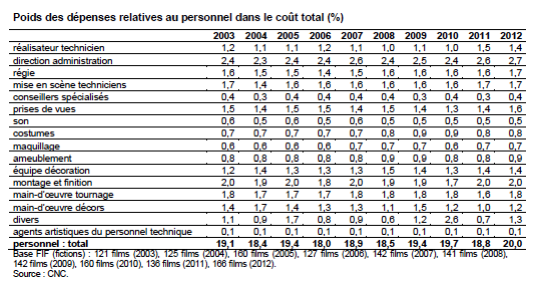 Poids des dépenses relatives au personnel dans le coût total (%)
2003 2004 2005 2006 2007 2008 2009 2010 2011 2012
réalisateur technicien 1,2 1,1 1,1 1,2 1,1 1,0 1,1 1,0 1,5 1,4
direction administration 2,4 2,3 2,4 2,4 2,6 2,4 2,5 2,4 2,6 2,7
régie 1,6 1,5 1,5 1,4 1,5 1,6 1,6 1,6 1,6 1,7
mise en scène techniciens 1,7 1,4 1,6 1,6 1,6 1,6 1,6 1,6 1,7 1,7
conseillers spécialisés 0,4 0,3 0,4 0,4 0,4 0,4 0,3 0,4 0,3 0,4
prises de vues 1,5 1,4 1,5 1,5 1,4 1,5 1,4 1,3 1,4 1,6
son 0,6 0,5 0,6 0,5 0,6 0,5 0,5 0,5 0,5 0,5
costumes 0,7 0,7 0,7 0,7 0,7 0,8 0,9 0,9 0,8 0,8
maquillage 0,6 0,6 0,6 0,6 0,7 0,7 0,7 0,6 0,7 0,7
ameublement 0,8 0,8 0,8 0,8 0,8 0,9 0,9 0,8 0,8 0,9
équipe décoration 1,2 1,4 1,3 1,3 1,3 1,5 1,4 1,3 1,4 1,4
montage et finition 2,0 1,9 2,0 1,8 2,0 1,9 1,9 1,7 2,0 2,0
main-d'œuvre tournage 1,8 1,7 1,7 1,7 1,8 1,8 1,8 1,8 1,6 1,8
main-d'œuvre décors 1,4 1,7 1,4 1,3 1,3 1,1 1,5 1,2 1,0 1,2
divers 1,1 0,9 1,7 0,8 0,9 0,6 1,2 2,6 0,7 1,3
agents artistiques du personnel technique 0,1 0,1 0,1 0,1 0,1 0,1 0,1 0,1 0,1 0,1
personnel : total 19,1 18,4 19,4 18,0 18,9 18,5 19,4 19,7 18,8 20,0
Base FIF (fictions) : 121 films (2003), 125 films (2004), 160 films (2005), 127 films (2006), 142 films (2007), 141 films (2008),
142 films (2009), 160 films (2010), 136 films (2011), 166 films (2012).
Source : CNC.